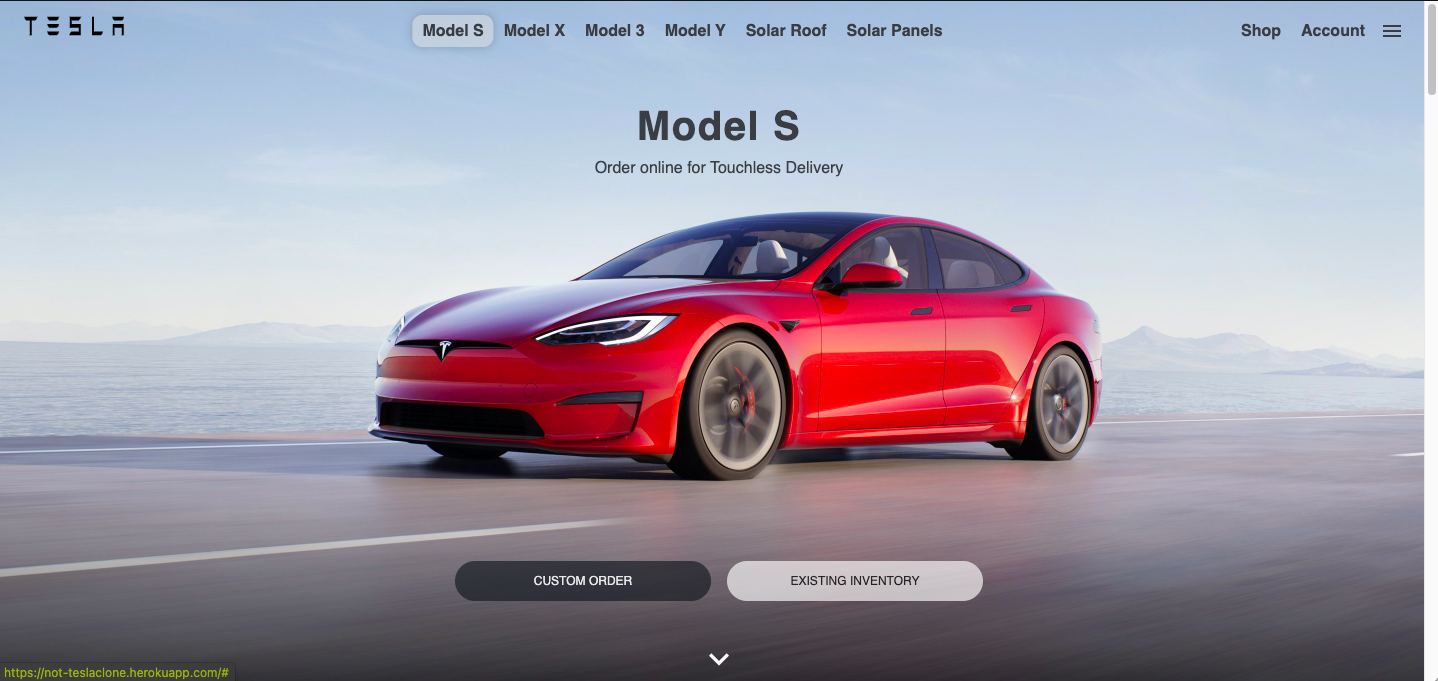 TESLA
Model S Model X Model 3 Model Y Solar Roof Solar Panels
Shop Account
Model S
Order online for Touchless Delivery
CUSTOM ORDER
EXISTING INVENTORY
https://not-teslaclone.herokuapp.com/#